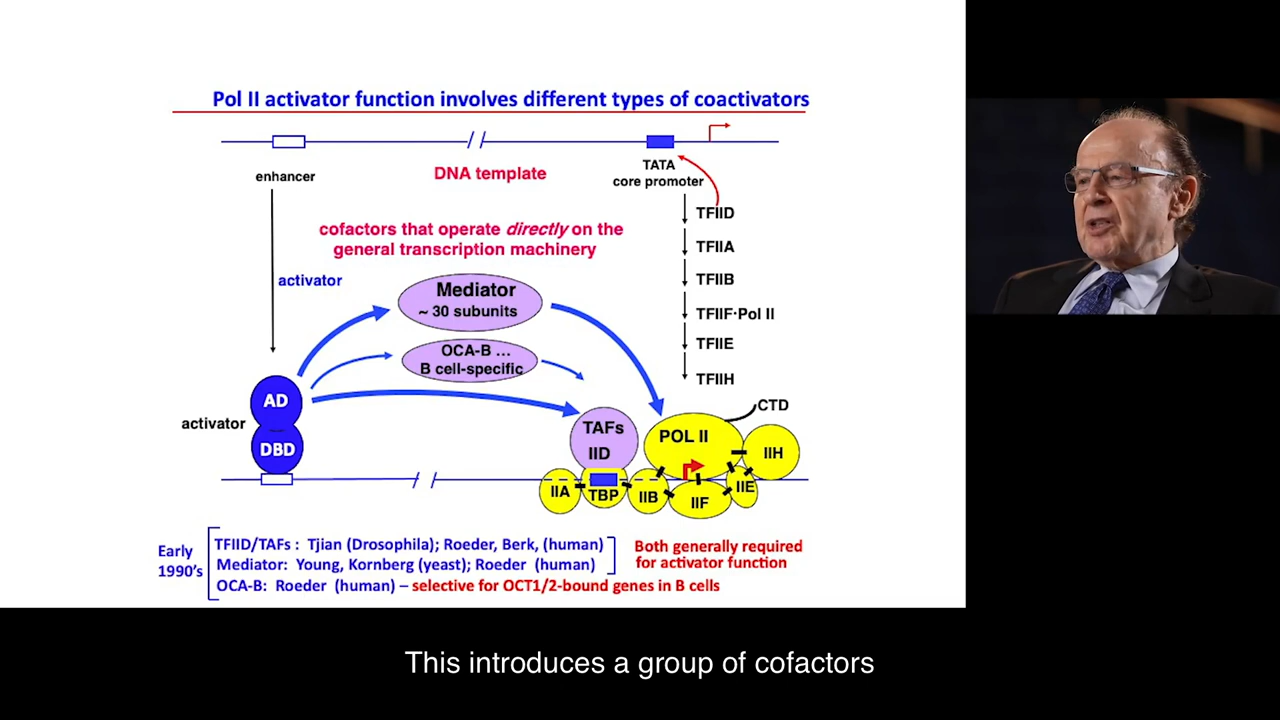 Pol II activator function involves different types of coactivators
enhancer
DNA template
TATA
core promoter
TFIID
cofactors that operate directly on the
general transcription machinery
TFIIA
activator
TFIIB
Mediator
~ 30 subunits
TFIIF·Pol II
TFIIE
OCA-B ...
B cell-specific
TFIIH
AD
activator
DBD
CTD
TAFs
IID
POL II
IIH
IIA
TBP
IIB
IIF
IIE
Early
1990's
TFIID/TAFs : Tjian (Drosophila); Roeder, Berk, (human)
Mediator: Young, Kornberg (yeast); Roeder (human)
Both generally required
for activator function
OCA-B: Roeder (human) – selective for OCT1/2-bound genes in B cells
This introduces a group of cofactors